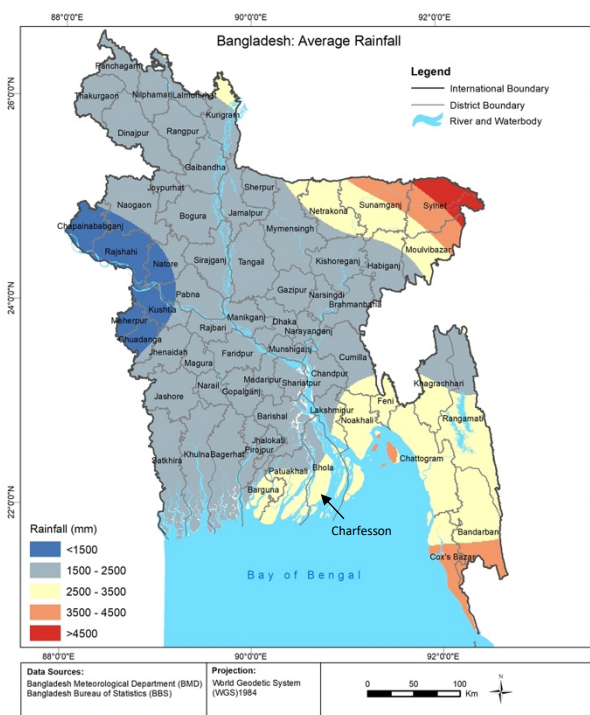 88°0'0"E
90°0'0"E
92°0'0"E
Bangladesh: Average Rainfall
Legend
International Boundary
District Boundary
River and Waterbody
26°0'0"N
24°0'0"N
22°0'0"N
Panchagarh
Thakurgaon
Nilphamari
Lalmonirhat
Kurigram
Dinajpur
Rangpur
Gaibandha
Joypurhat
Sherpur
Naogaon
Bogura
Jamalpur
Netrakona
Sunamganj
Sylhet
Mymensingh
Moulvibazar
Chapainababganj
Rajshahi
Natore
Sirajganj
Tangail
Kishoreganj
Habiganj
Gazipur
Narsingdi
Brahmanbaria
Pabna
Kushtia
Meherpur
Chuadanga
Manikganj
Dhaka
Narayanganj
Rajbari
Jhenaidah
Faridpur
Munshiganj
Cumilla
Magura
Chandpur
Khagrachhari
Madaripur
Shariatpur
Narail
Gopalganj
Jashore
Feni
Lakshmipur
Noakhali
Rangamati
Barishal
Jhalokati
Pirojpur
Khulna
Bagerhat
Satkhira
Bhola
Patuakhali
Chattogram
Barguna
Bandarban
Charfesson
Cox's Bazar
Bay of Bengal
Rainfall (mm)
<1500
1500 - 2500
2500 - 3500
3500 - 4500
>4500
88°0'0"E
90°0'0"E
92°0'0"E
Data Sources:
Bangladesh Meteorological Department (BMD)
Bangladesh Bureau of Statistics (BBS)
Projection:
World Geodetic System
(WGS)1984
0 20 40 60 80 100
Km
N